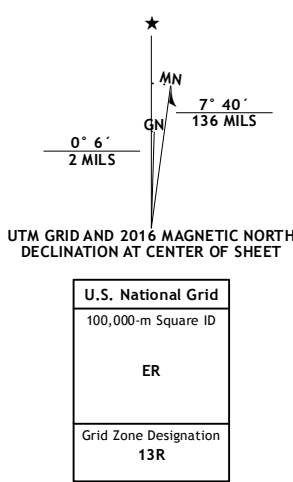 ★
MN
GN
7° 40´
136 MILS
0° 6´
2 MILS
UTM GRID AND 2016 MAGNETIC NORTH
DECLINATION AT CENTER OF SHEET
U.S. National Grid
100,000-m Square ID
ER
Grid Zone Designation
13R